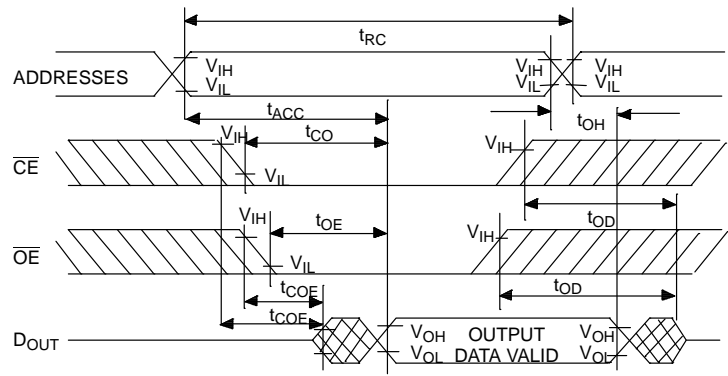 tRC
ADDRESSES
VIH
VIL
VIH
VIL
VIH
VIL
tACC
tOH
tCO
CE
VIH
VIL
VIH
tOD
OE
VIH
VIL
tOE
VIH
tOD
tCOE
tCOE
DOUT
VOH
VOL
OUTPUT
DATA VALID
VOH
VOL